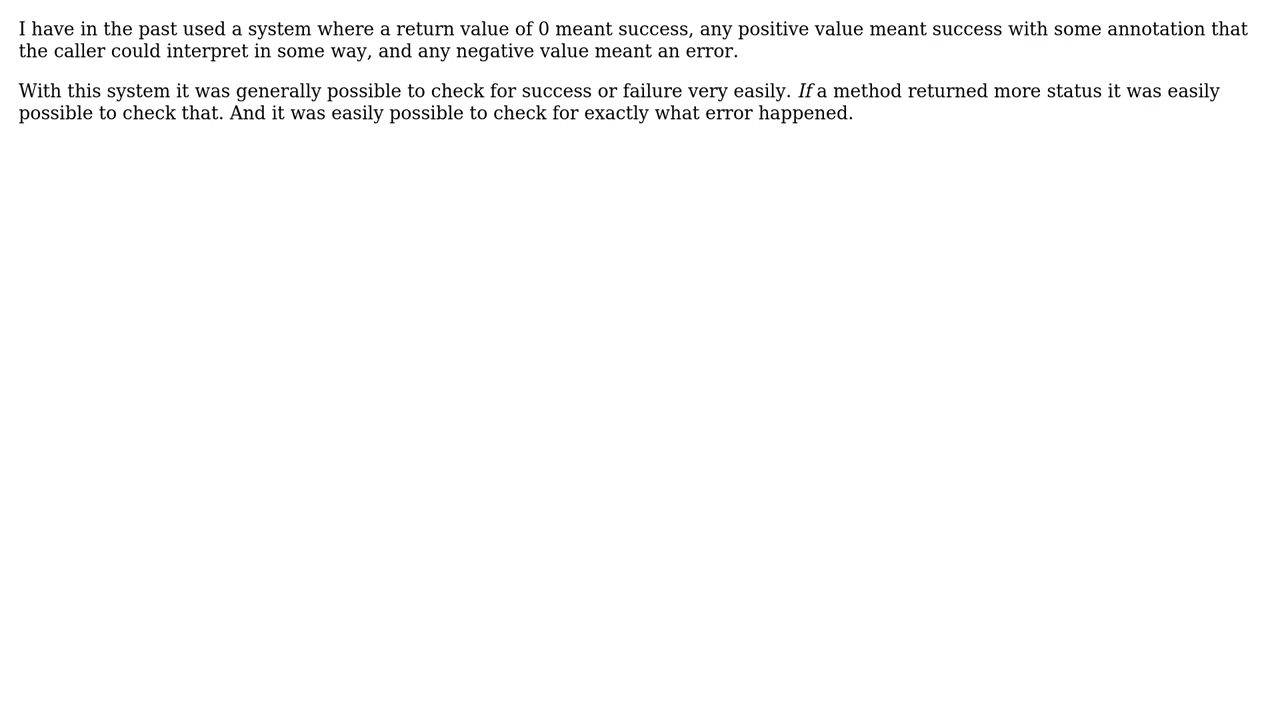 I have in the past used a system where a return value of 0 meant success, any positive value meant success with some annotation that
the caller could interpret in some way, and any negative value meant an error.
With this system it was generally possible to check for success or failure very easily. If a method returned more status it was easily
possible to check that. And it was easily possible to check for exactly what error happened.